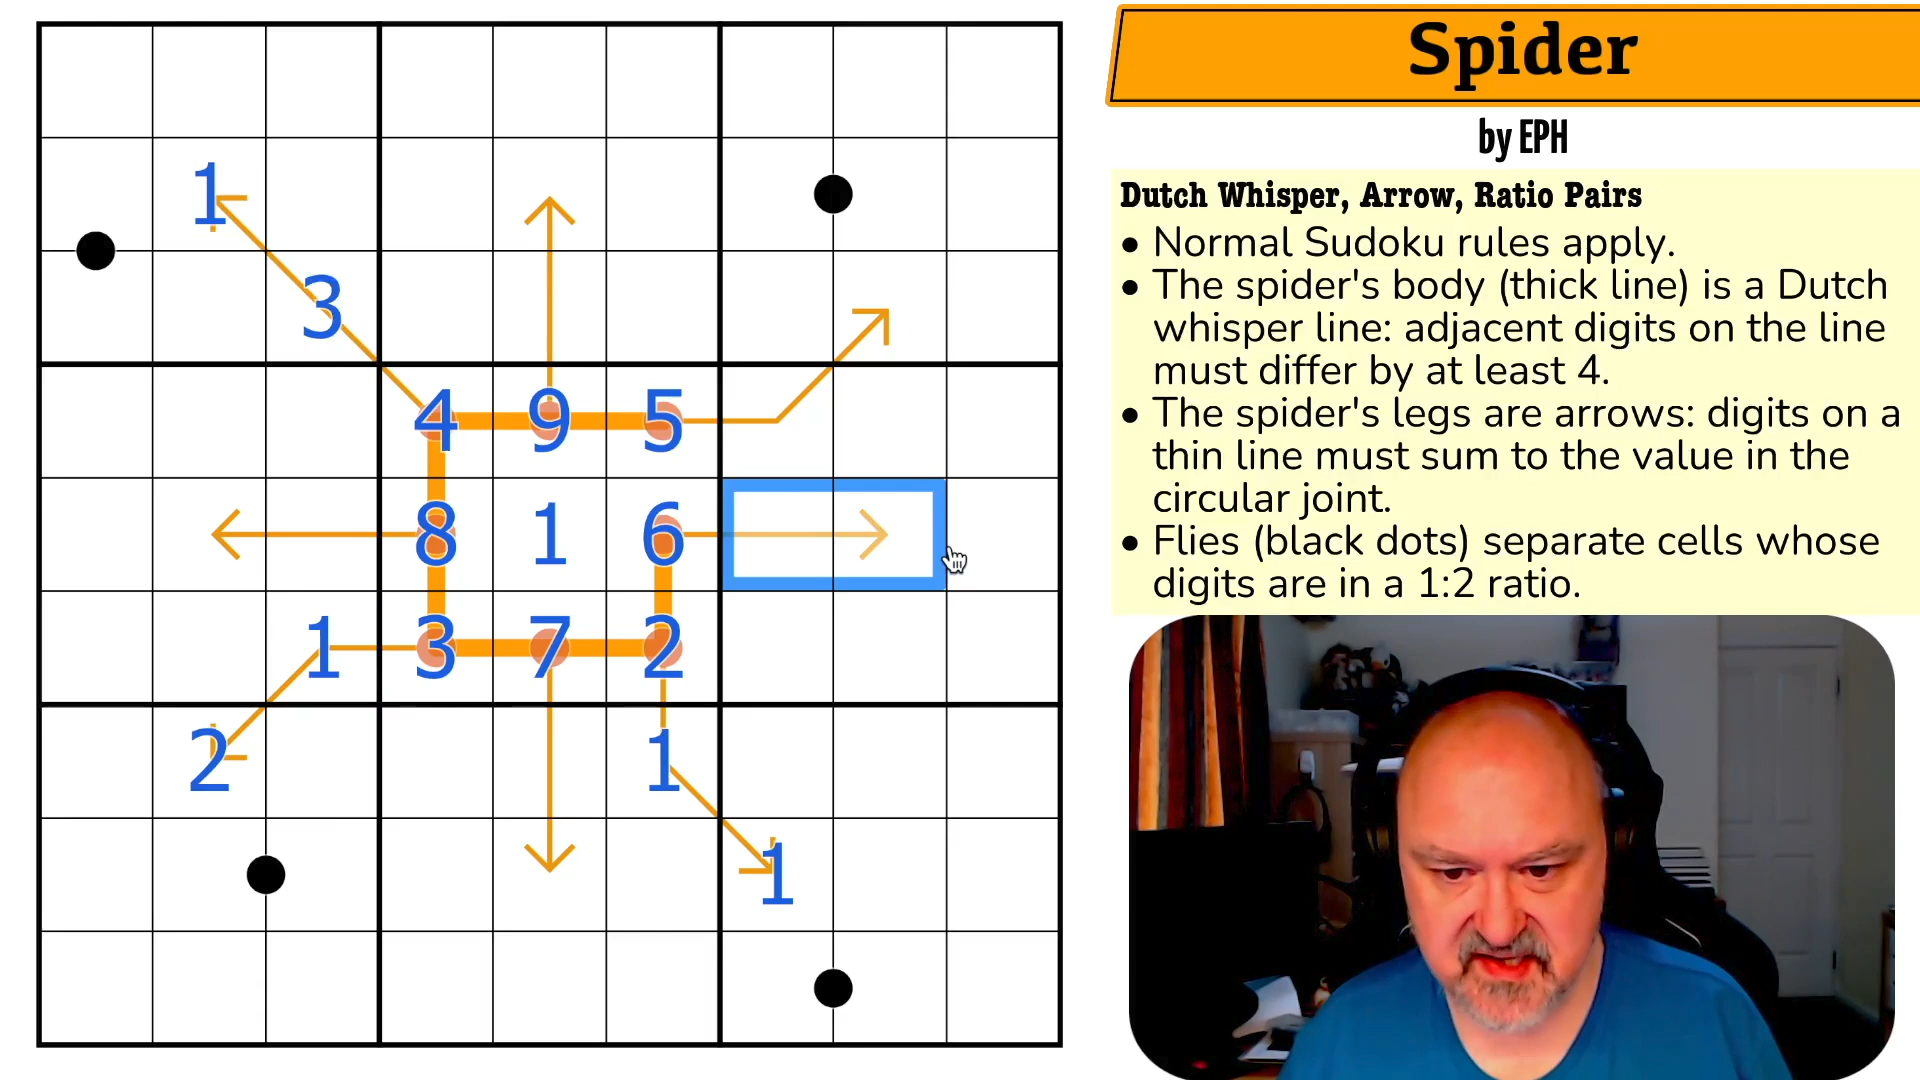 Spider
by EPH
Dutch Whisper, Arrow, Ratio Pairs
• Normal Sudoku rules apply.
• The spider's body (thick line) is a Dutch
whisper line: adjacent digits on the line
must differ by at least 4.
• The spider's legs are arrows: digits on a
thin line must sum to the value in the
circular joint.
• Flies (black dots) separate cells whose
digits are in a 1:2 ratio.
1
3
4 9 5
8 1 6
1 3 7 2
2 1
1